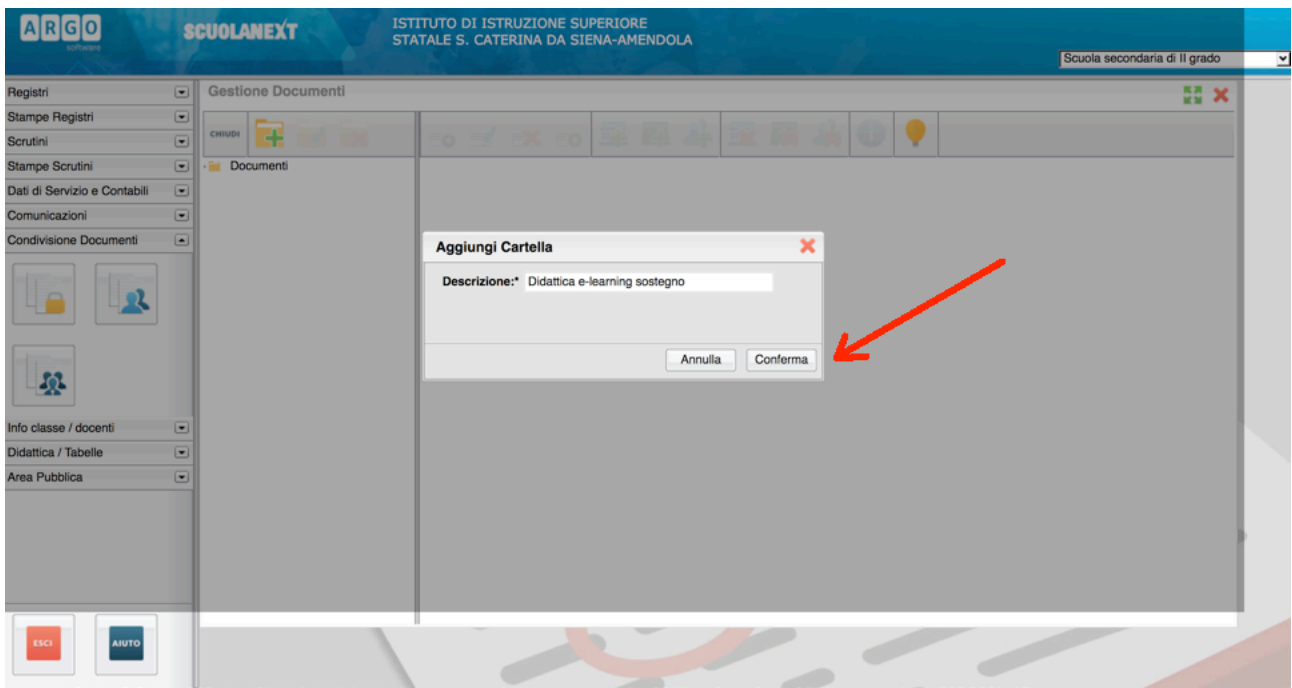 ARGO
software
SCUOLANEXT
ISTITUTO DI ISTRUZIONE SUPERIORE
STATALE S. CATERINA DA SIENA-AMENDOLA
Scuola secondaria di II grado
Registri
Stampe Registri
Scrutini
Stampe Scrutini
Dati di Servizio e Contabili
Comunicazioni
Condivisione Documenti
Info classe / docenti
Didattica / Tabelle
Area Pubblica
ESCI
AIUTO
Gestione Documenti
CHIUDI
Documenti
Aggiungi Cartella
Descrizione:* Didattica e-learning sostegno
Annulla
Conferma